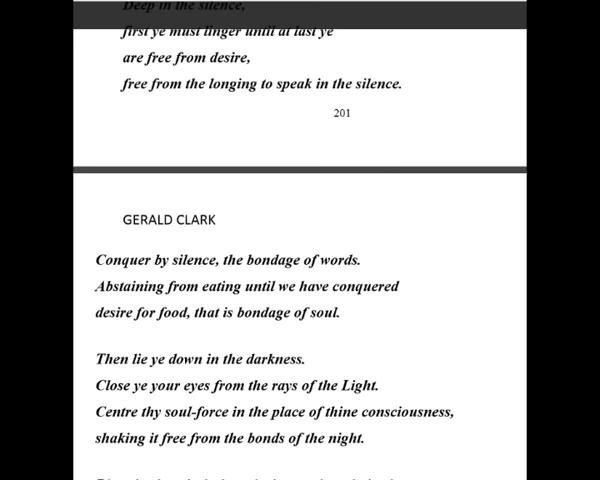 Deep in the silence,
first ye must linger until at last ye
are free from desire,
free from the longing to speak in the silence.
201
GERALD CLARK
Conquer by silence, the bondage of words.
Abstaining from eating until we have conquered
desire for food, that is bondage of soul.
Then lie ye down in the darkness.
Close ye your eyes from the rays of the Light.
Centre thy soul-force in the place of thine consciousness,
shaking it free from the bonds of the night.